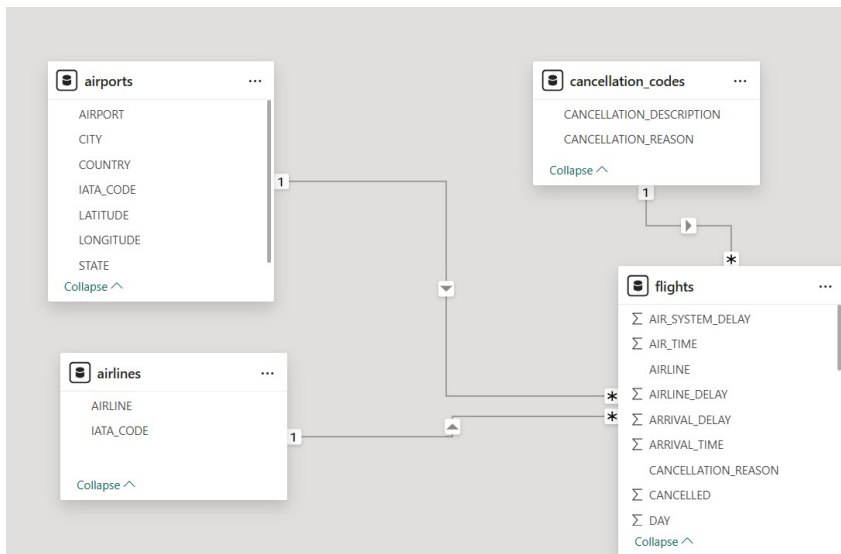 airports
AIRPORT
CITY
COUNTRY
IATA_CODE
LATITUDE
LONGITUDE
STATE
Collapse
1
cancellation_codes
CANCELLATION_DESCRIPTION
CANCELLATION_REASON
Collapse
1
*
airlines
AIRLINE
IATA_CODE
Collapse
1
*
*
flights
Σ AIR_SYSTEM_DELAY
Σ AIR_TIME
AIRLINE
Σ AIRLINE_DELAY
Σ ARRIVAL_DELAY
Σ ARRIVAL_TIME
CANCELLATION_REASON
Σ CANCELLED
Σ DAY
Collapse